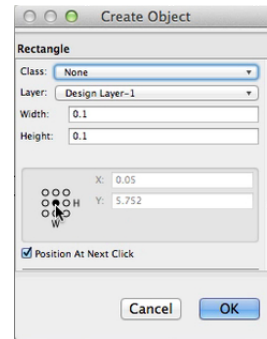 Create Object
Rectangle
Class: None
Layer: Design Layer-1
Width: 0.1
Height: 0.1
X: 0.05
H
Y: 5.752
W
Position At Next Click
Cancel OK